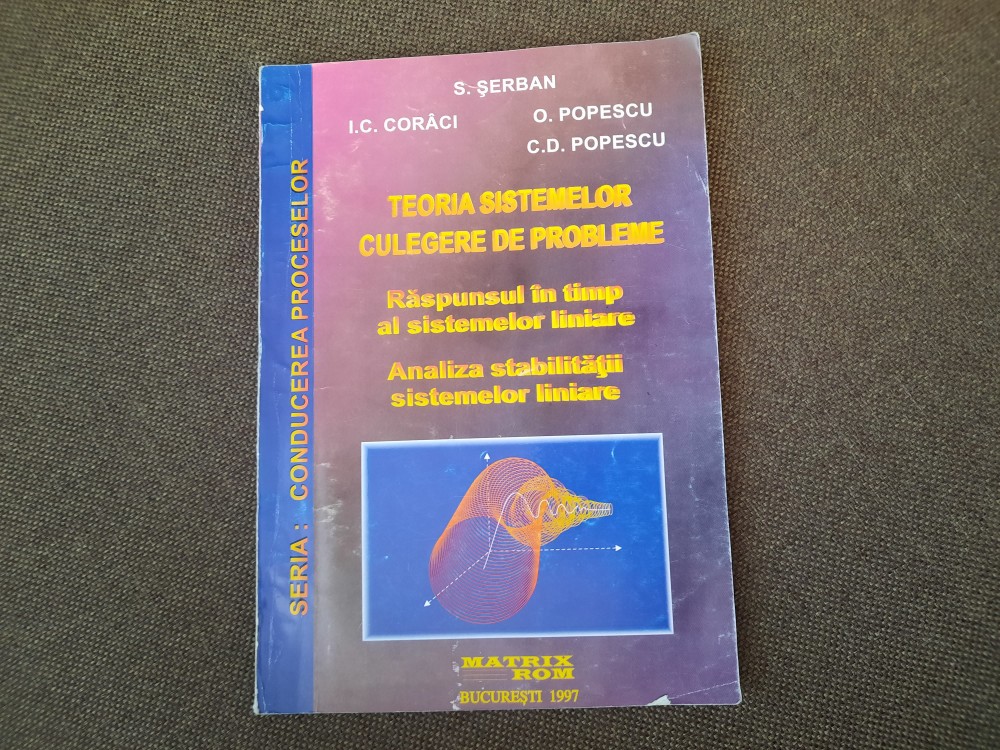 S. ŞERBAN
I.C. CORÂCI
O. POPESCU
C.D. POPESCU
TEORIA SISTEMELOR
CULEGERE DE PROBLEME
Răspunsul în timp
al sistemelor liniare
Analiza stabilităţii
sistemelor liniare
SERIA : CONDUCEREA PROCESELOR
MATRIX
ROM
BUCUREŞTI 1997